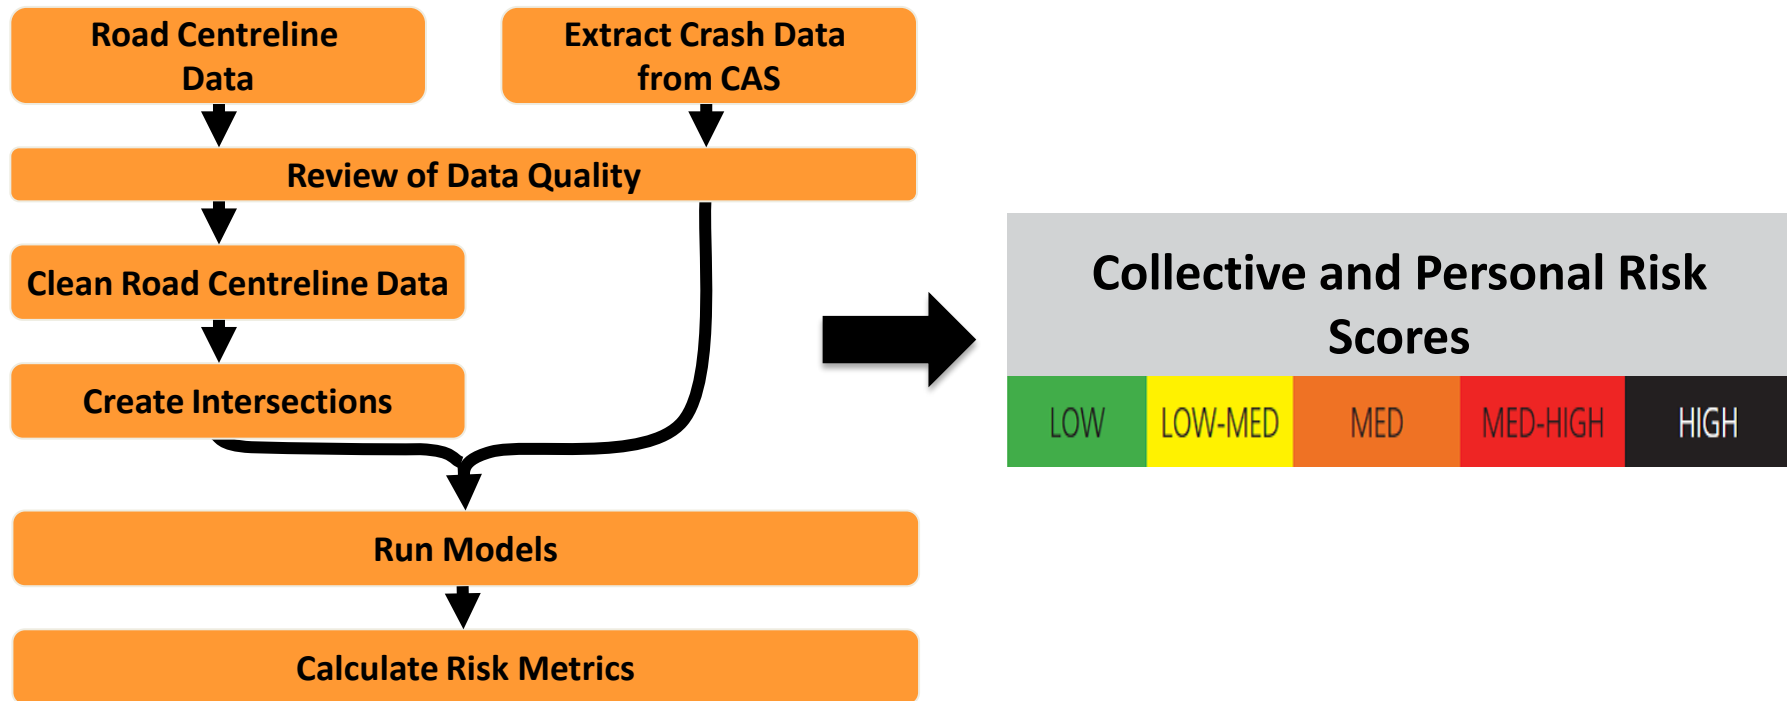 Road Centreline
Data
Extract Crash Data
from CAS
Review of Data Quality
Clean Road Centreline Data
Create Intersections
Run Models
Calculate Risk Metrics
Collective and Personal Risk
Scores
LOW
LOW-MED
MED
MED-HIGH
HIGH